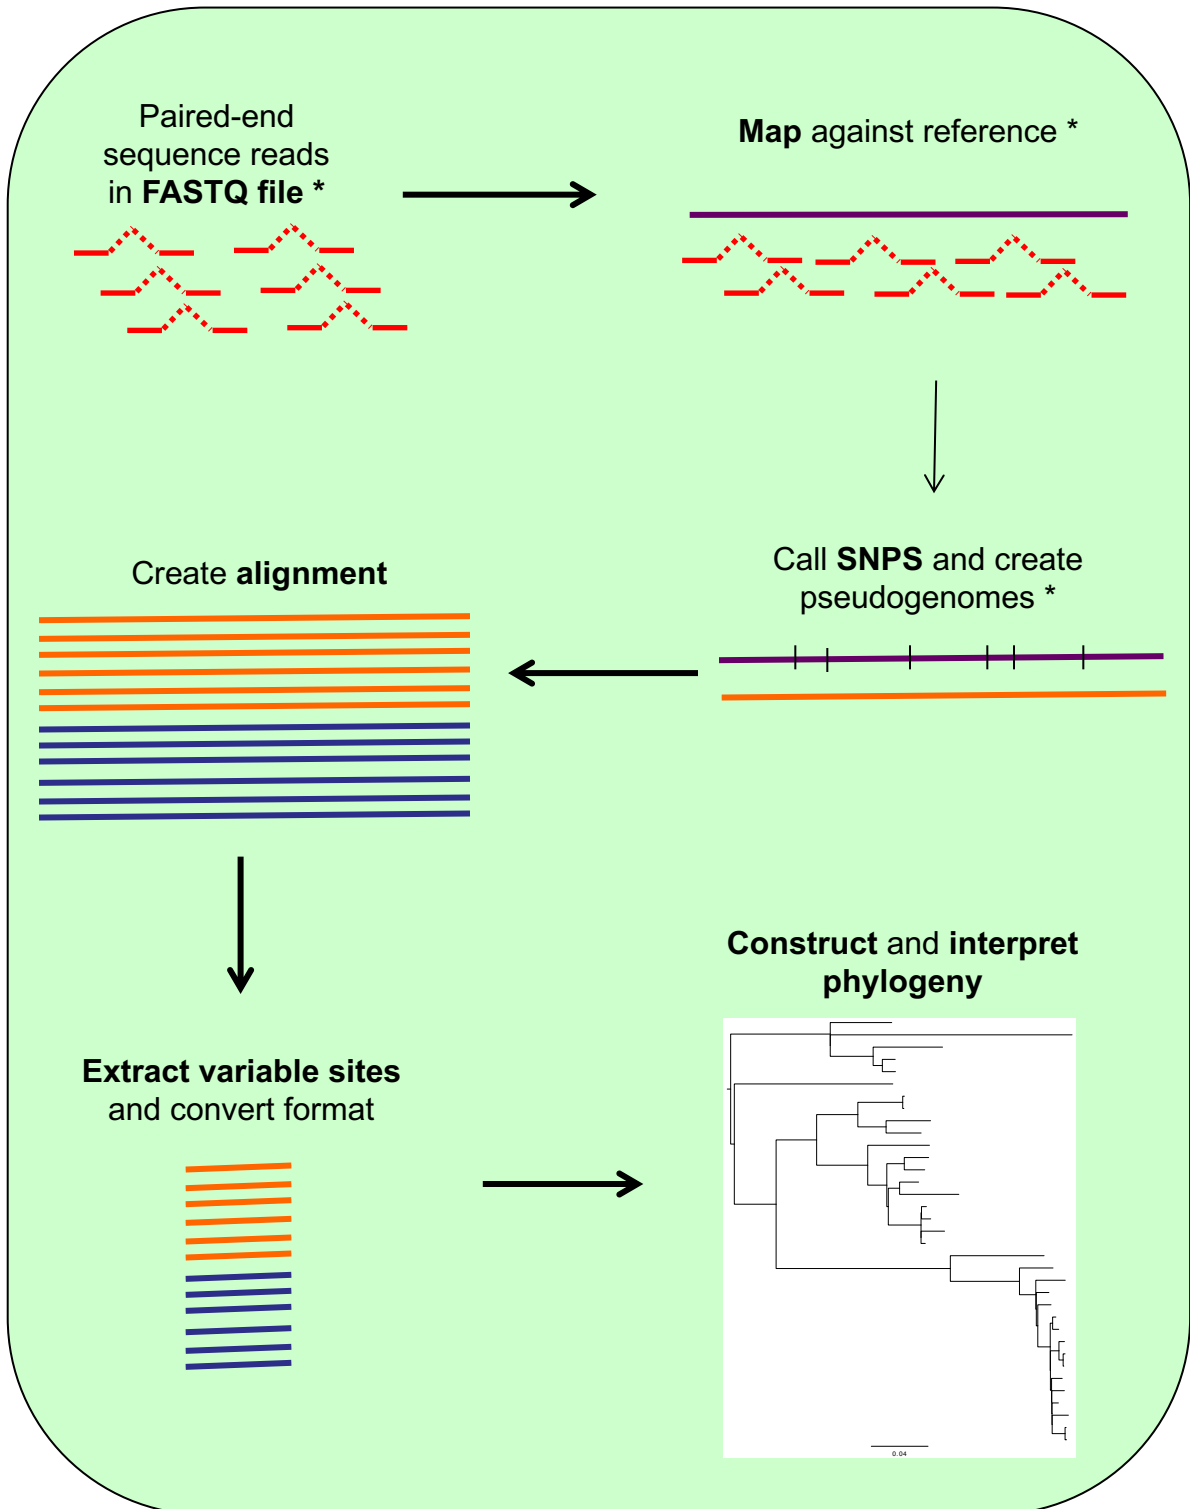 Paired-end
sequence reads
in FASTQ file *
Map against reference *
Call SNPS and create
pseudogenomes *
Create alignment
Extract variable sites
and convert format
Construct and interpret
phylogeny
0.04